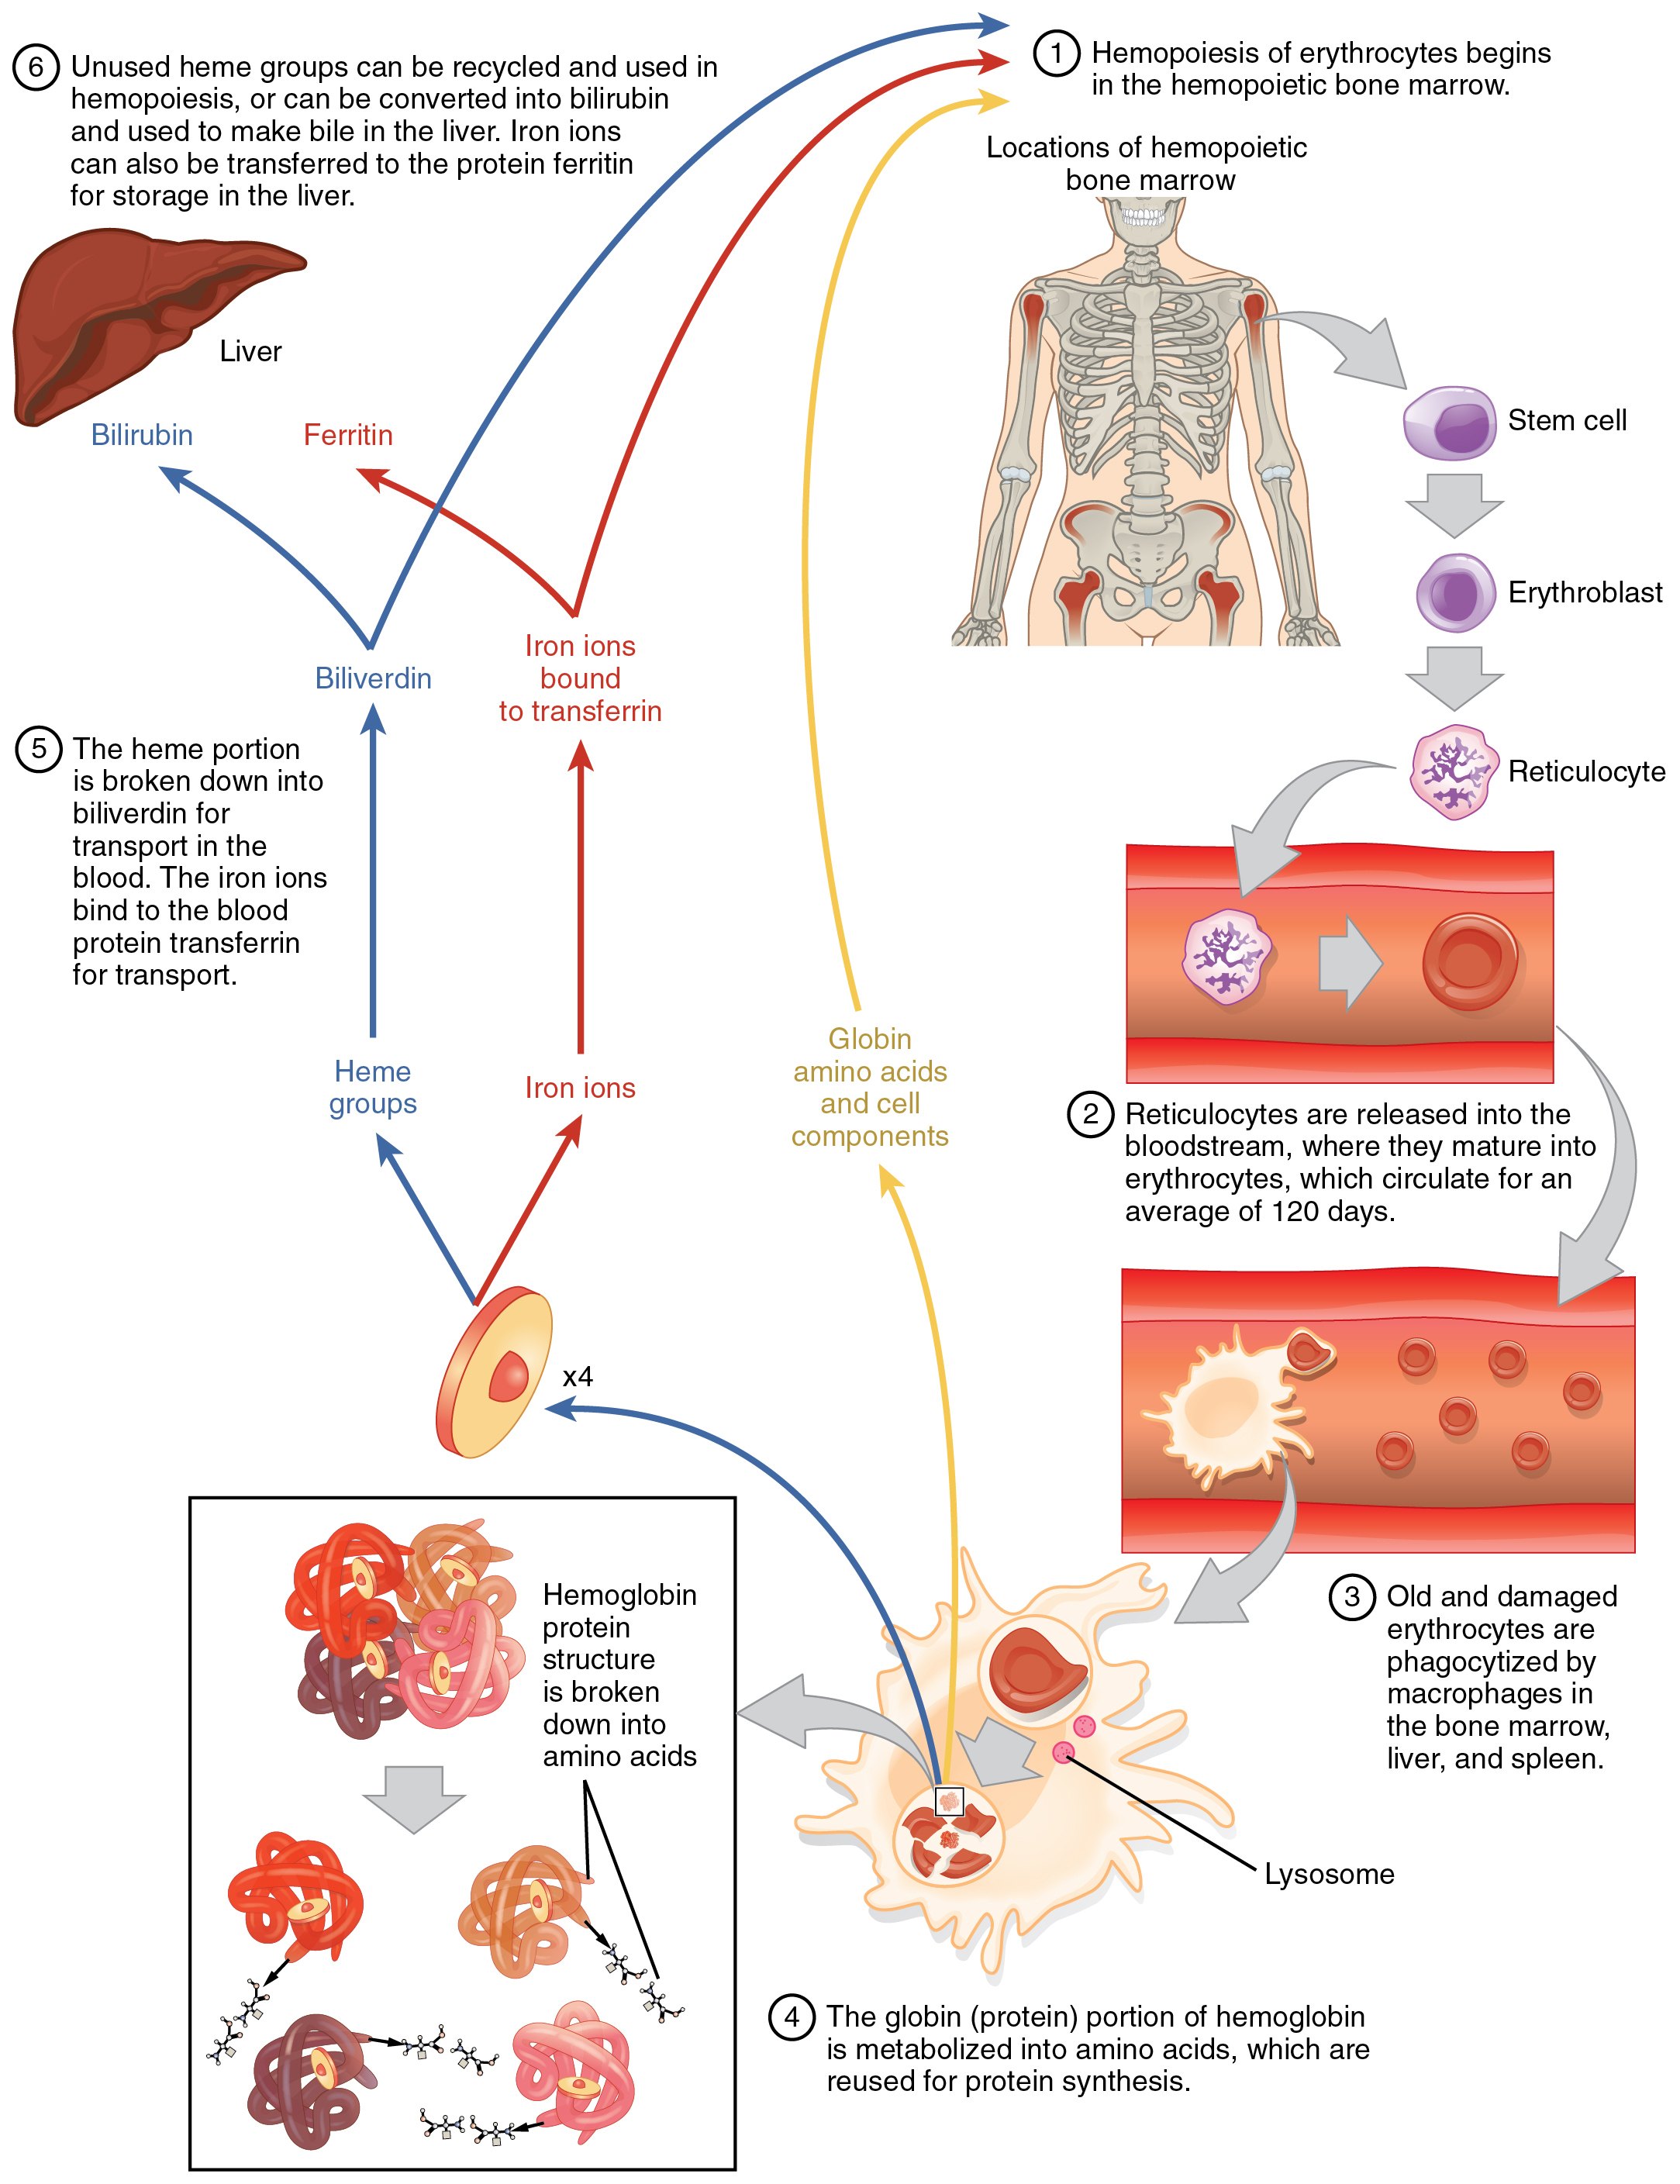 1
Hemopoiesis of erythrocytes begins
in the hemopoietic bone marrow.
Locations of hemopoietic
bone marrow
Stem cell
Erythroblast
Reticulocyte
2
Reticulocytes are released into the
bloodstream, where they mature into
erythrocytes, which circulate for an
average of 120 days.
3
Old and damaged
erythrocytes are
phagocytized by
macrophages in
the bone marrow,
liver, and spleen.
Lysosome
4
The globin (protein) portion of hemoglobin
is metabolized into amino acids, which are
reused for protein synthesis.
Hemoglobin
protein
structure
is broken
down into
amino acids
x4
Globin
amino acids
and cell
components
Heme
groups
Iron ions
5
The heme portion
is broken down into
biliverdin for
transport in the
blood. The iron ions
bind to the blood
protein transferrin
for transport.
Biliverdin
Iron ions
bound
to transferrin
6
Unused heme groups can be recycled and used in
hemopoiesis, or can be converted into bilirubin
and used to make bile in the liver. Iron ions
can also be transferred to the protein ferritin
for storage in the liver.
Liver
Bilirubin
Ferritin